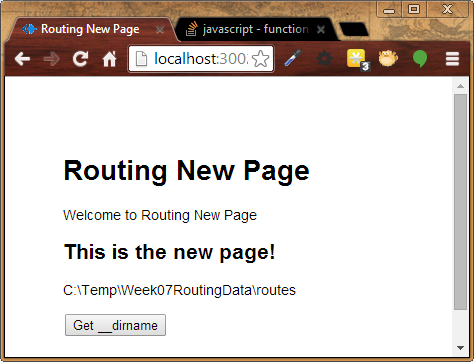 Routing New Page
javascript - function
localhost:300
3
Routing New Page
Welcome to Routing New Page
This is the new page!
C:\Temp\Week07RoutingData\routes
Get __dirname